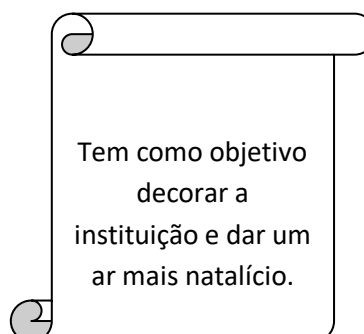 Tem como objetivo
decorar a
instituição e dar um
ar mais natalício.